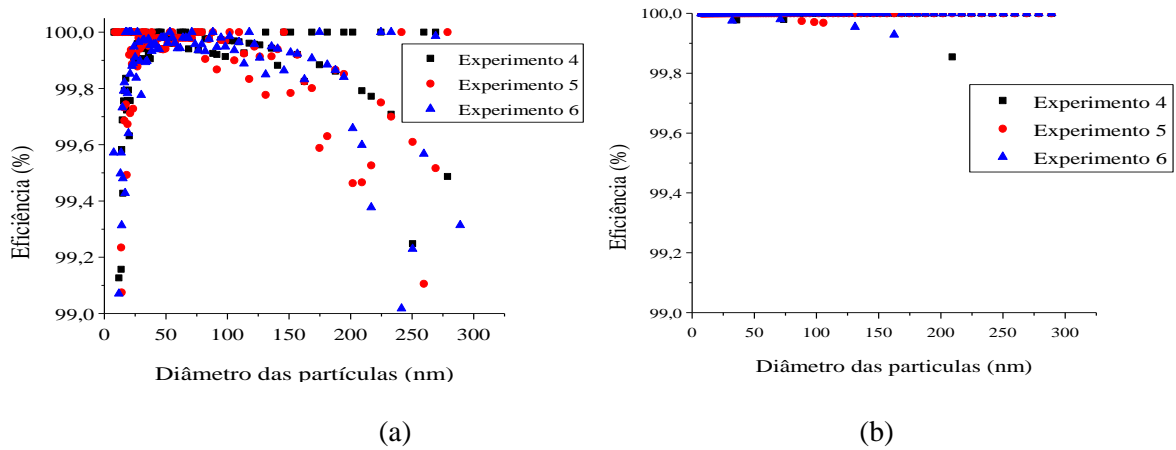 100,0
99,8
99,6
99,4
99,2
99,0
Eficiência (%)
0 50 100 150 200 250 300
Diâmetro das partículas (nm)
Experimento 4
Experimento 5
Experimento 6
(a)
100,0
99,8
99,6
99,4
99,2
99,0
Eficiência (%)
0 50 100 150 200 250 300
Diâmetro das particulas (nm)
Experimento 4
Experimento 5
Experimento 6
(b)